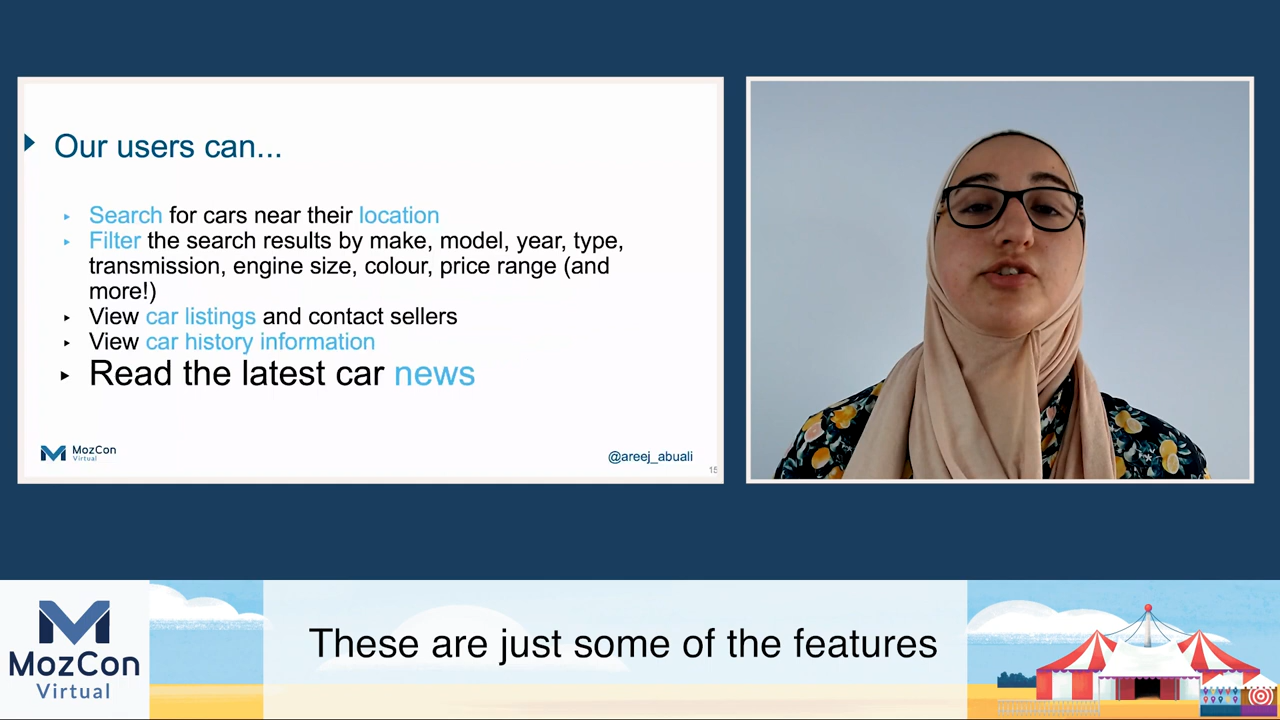 Our users can...
Search for cars near their location
Filter the search results by make, model, year, type,
transmission, engine size, colour, price range (and
more!)
View car listings and contact sellers
View car history information
Read the latest car news
MozCon
Virtual
@areej_abuali
15
MozCon
Virtual
These are just some of the features